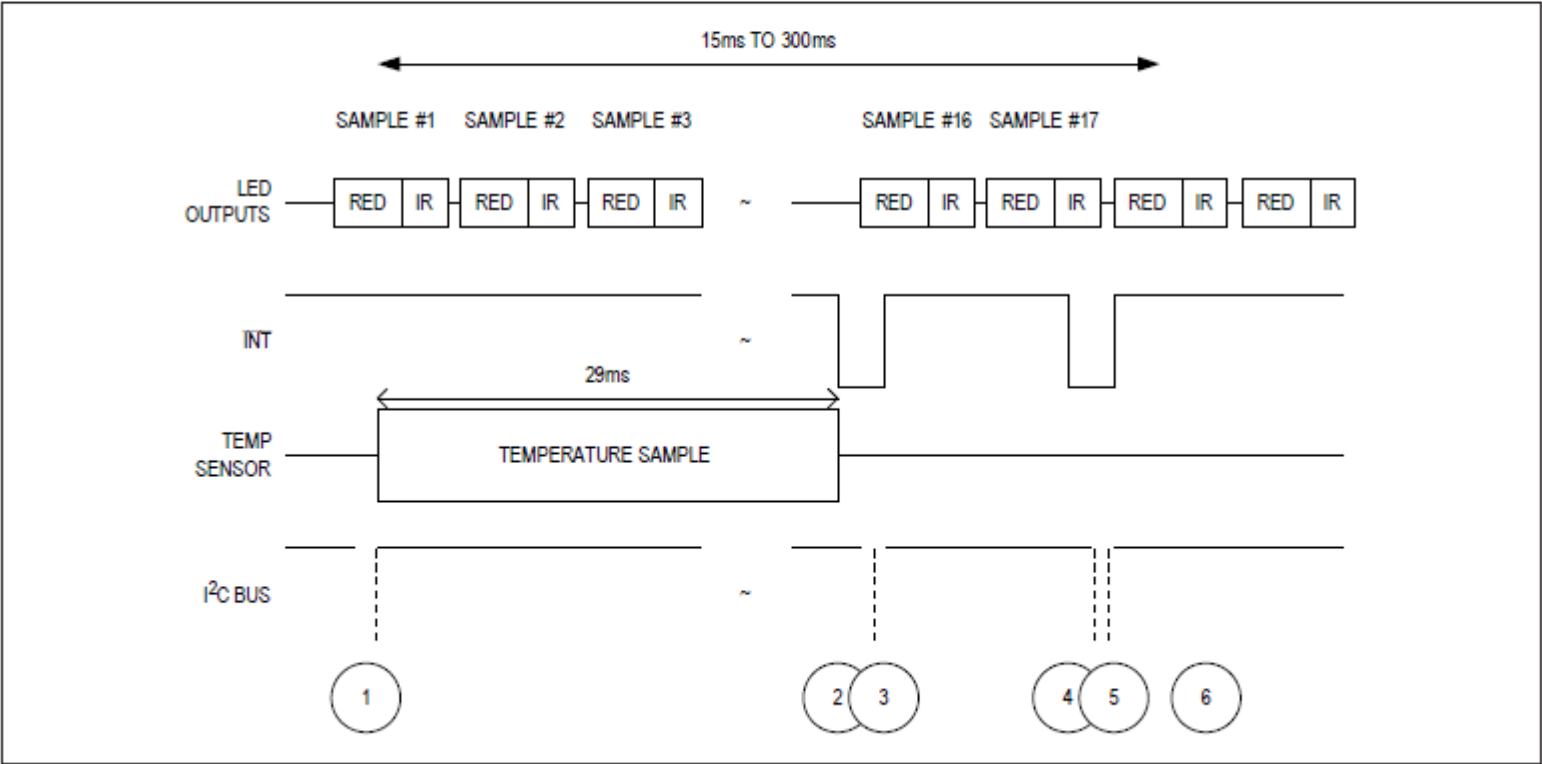 15ms TO 300ms
SAMPLE #1 SAMPLE #2 SAMPLE #3 SAMPLE #16 SAMPLE #17
LED
OUTPUTS
RED IR RED IR RED IR ~ RED IR RED IR RED IR RED IR
INT ~
29ms
TEMP
SENSOR
TEMPERATURE SAMPLE
I²C BUS ~
1 2 3 4 5 6